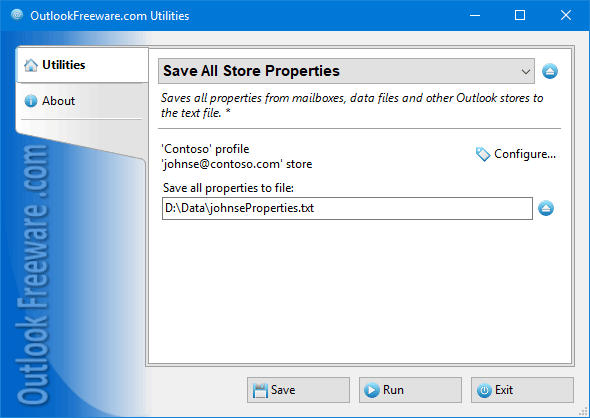 OutlookFreeware.com Utilities
Utilities
About
Outlook Freeware .com
Save All Store Properties
Saves all properties from mailboxes, data files and other Outlook stores to
the text file. *
'Contoso' profile
'johnse@contoso.com' store
Configure...
Save all properties to file:
D:\Data\johnseProperties.txt
Save
Run
Exit